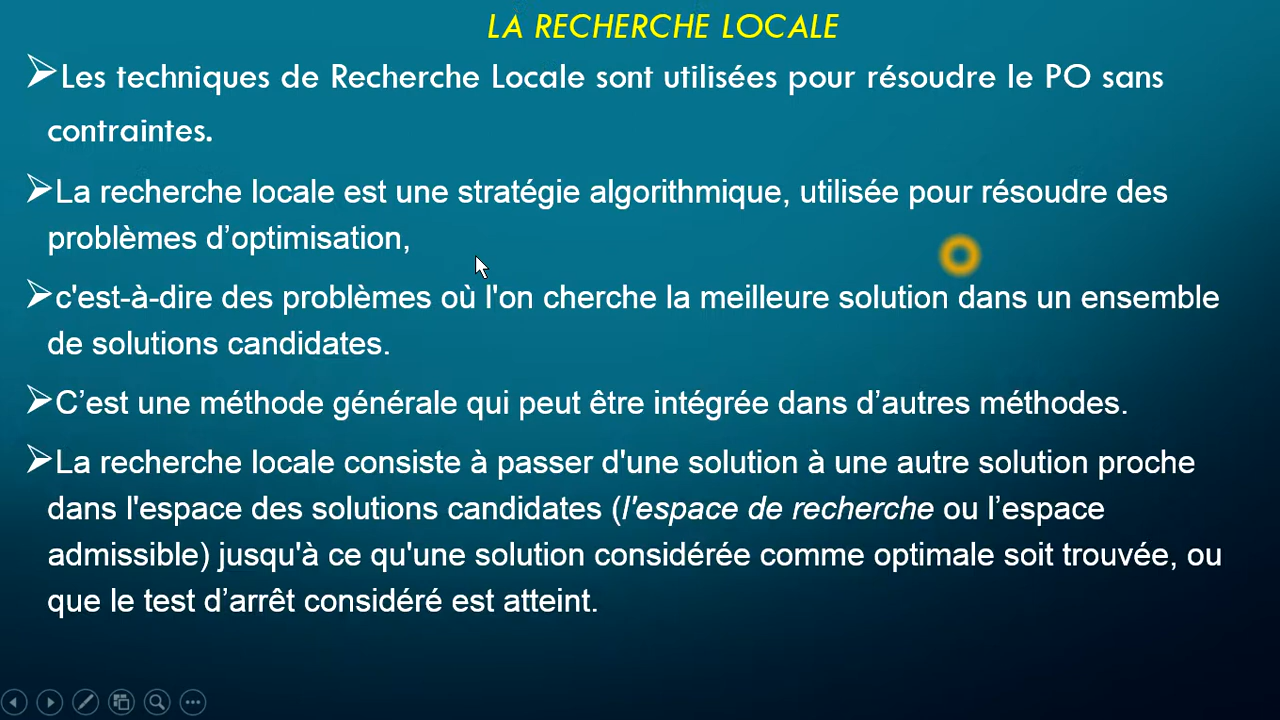 LA RECHERCHE LOCALE
➢Les techniques de Recherche Locale sont utilisées pour résoudre le PO sans
contraintes.
➢La recherche locale est une stratégie algorithmique, utilisée pour résoudre des
problèmes d’optimisation,
➢c'est-à-dire des problèmes où l'on cherche la meilleure solution dans un ensemble
de solutions candidates.
➢C’est une méthode générale qui peut être intégrée dans d’autres méthodes.
➢La recherche locale consiste à passer d'une solution à une autre solution proche
dans l'espace des solutions candidates (l'espace de recherche ou l’espace
admissible) jusqu'à ce qu'une solution considérée comme optimale soit trouvée, ou
que le test d’arrêt considéré est atteint.